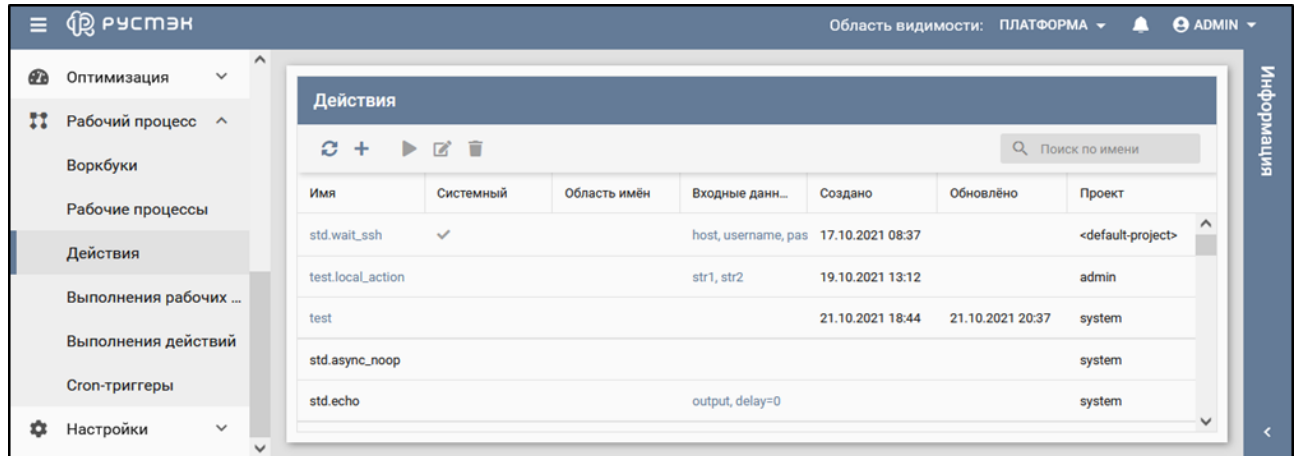 РУСТЭК
Область видимости: ПЛАТФОРМА
ADMIN
Оптимизация
Рабочий процесс
Воркбуки
Рабочие процессы
Действия
Выполнения рабочих ...
Выполнения действий
Cron-триггеры
Настройки
Действия
Поиск по имени
Имя Системный Область имён Входные данн... Создано Обновлёно Проект
std.wait_ssh host, username, pas 17.10.2021 08:37 <default-project>
test.local_action str1, str2 19.10.2021 13:12 admin
test 21.10.2021 18:44 21.10.2021 20:37 system
std.async_noop system
std.echo output, delay=0 system
Информация